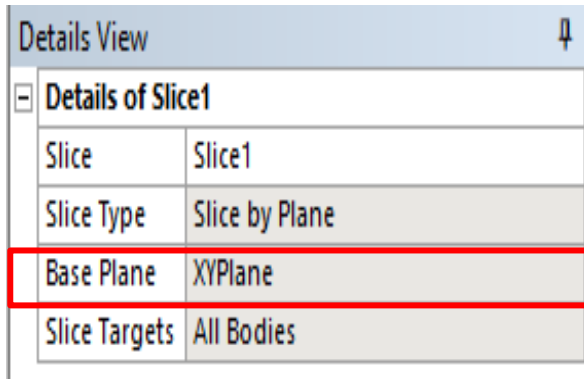 Details View
Details of Slice1
Slice Slice1
Slice Type Slice by Plane
Base Plane XYPlane
Slice Targets All Bodies